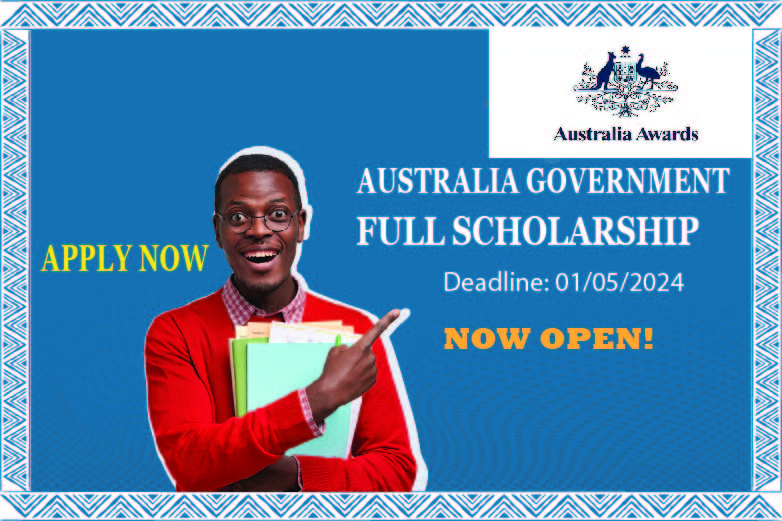 Australia Awards
AUSTRALIA GOVERNMENT
FULL SCHOLARSHIP
APPLY NOW
Deadline: 01/05/2024
NOW OPEN!